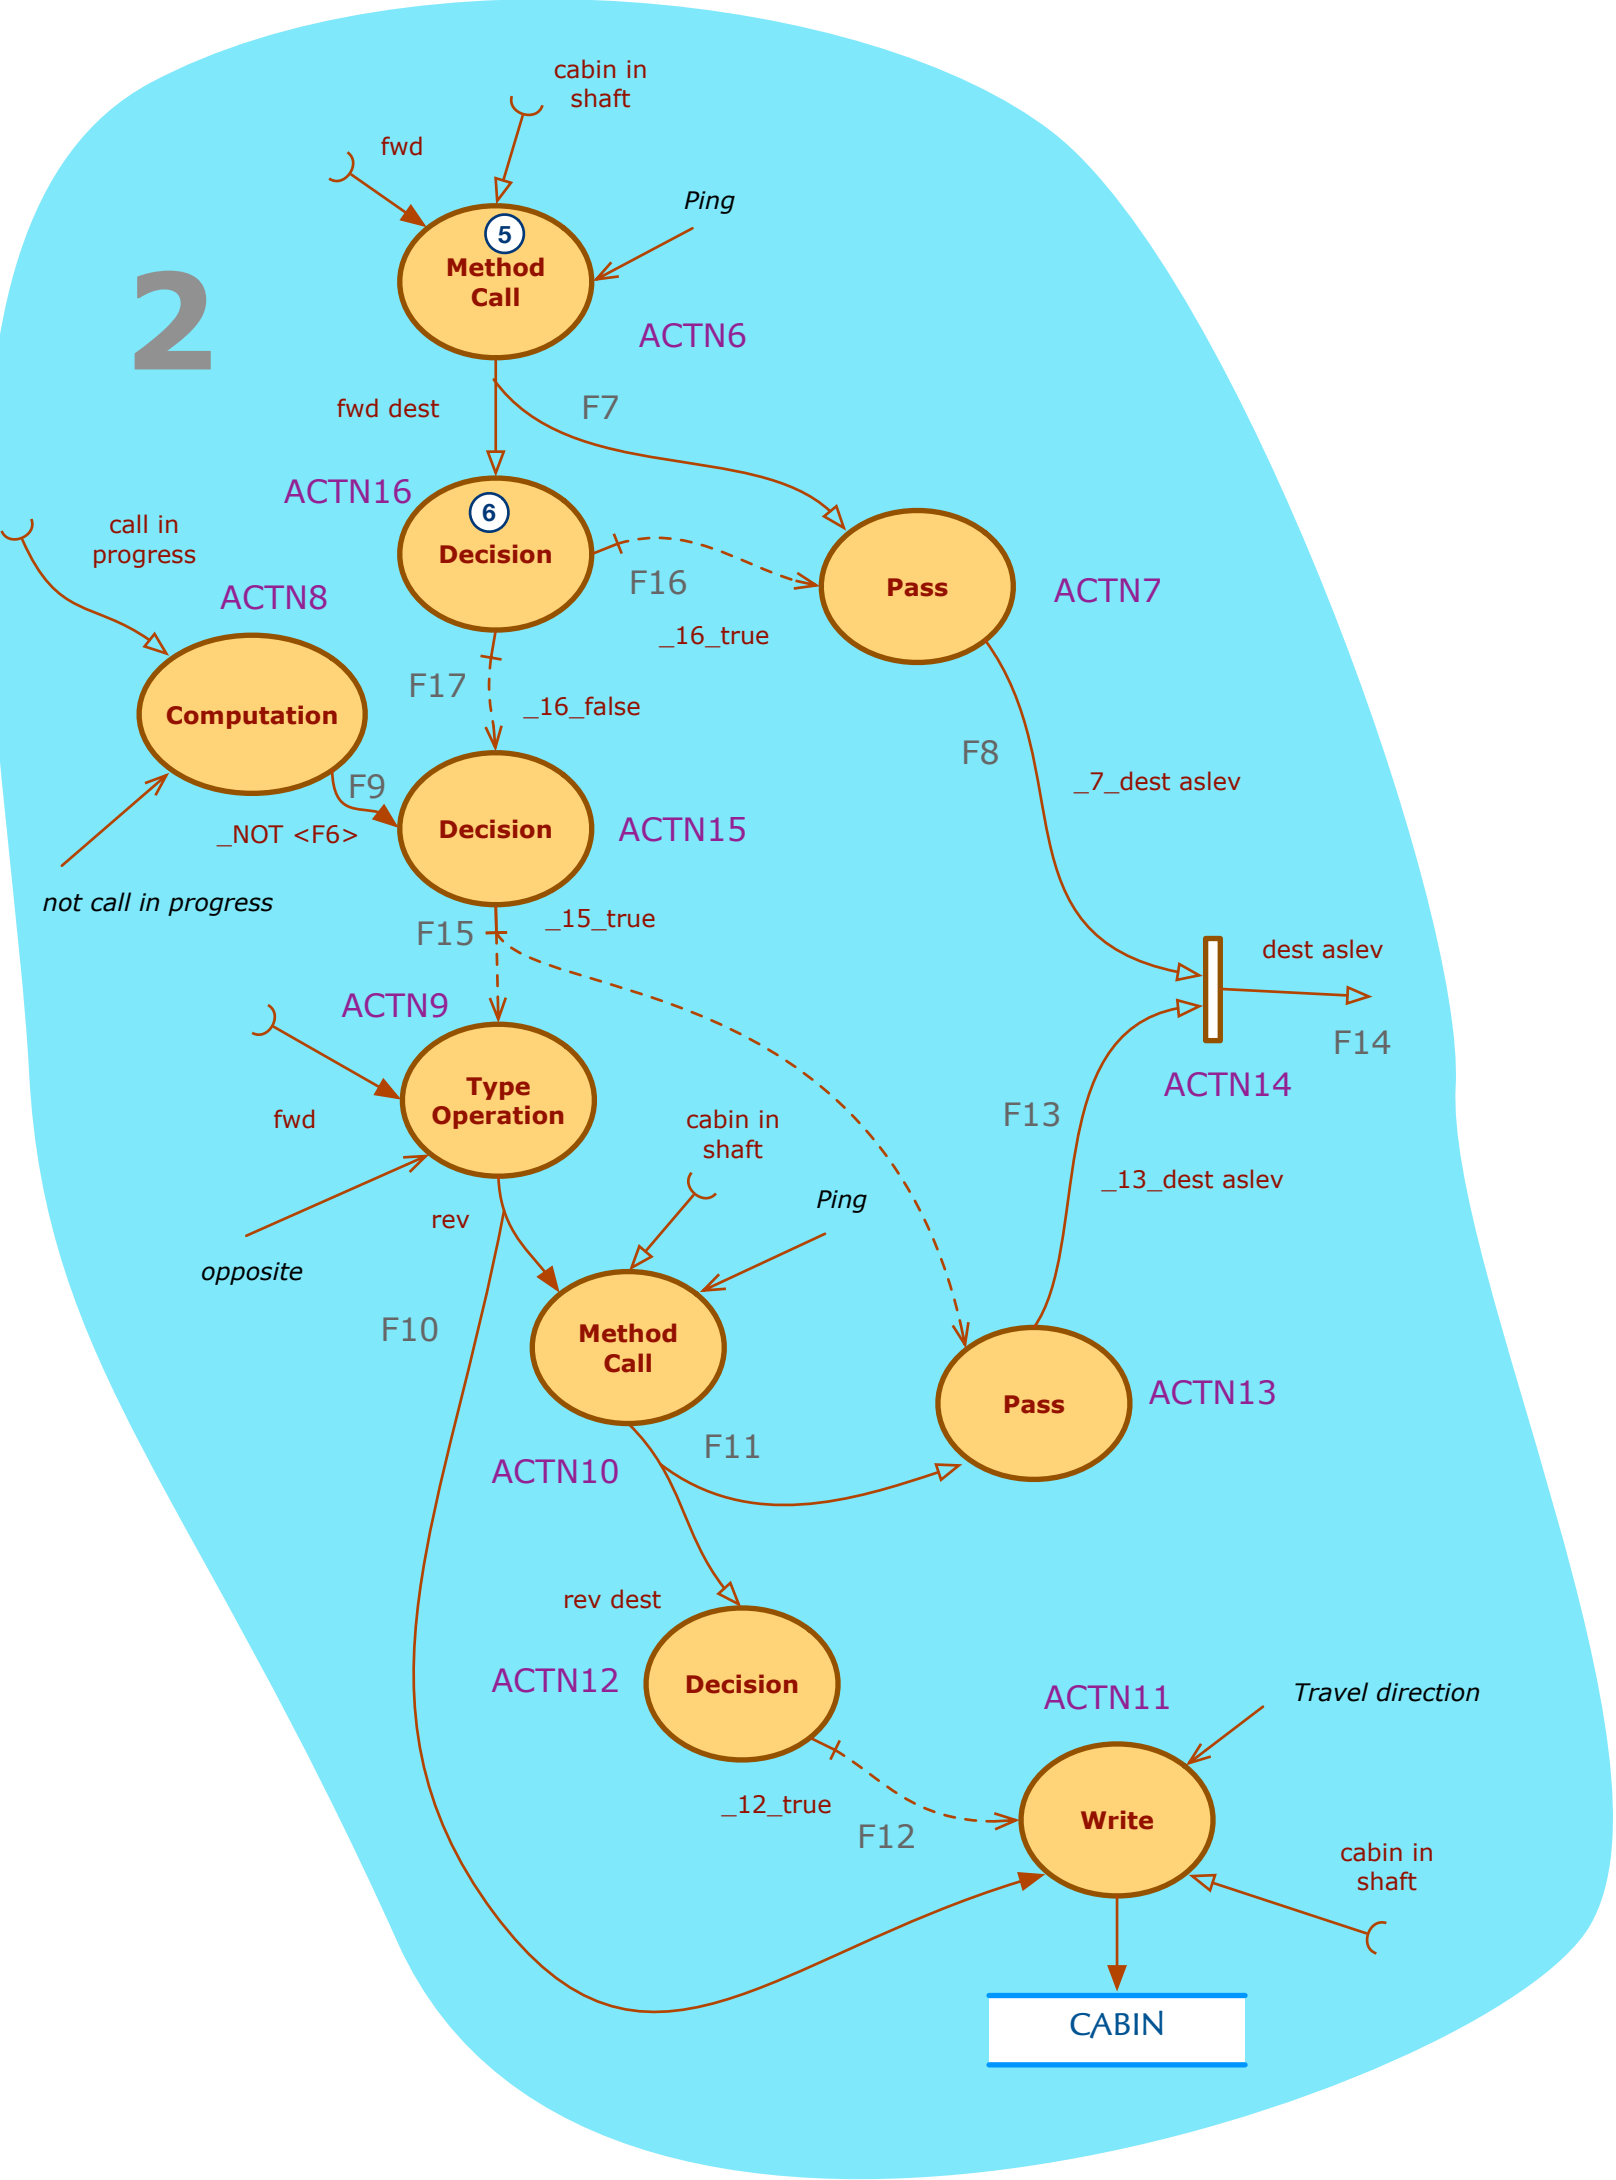 cabin in
shaft
fwd
Ping
5
Method
Call
2
ACTN6
fwd dest
F7
ACTN16
6
Decision
call in
progress
F16
Pass
ACTN7
ACTN8
_16_true
F17
_16_false
Computation
F8
_7_dest aslev
F9
_NOT <F6>
Decision
ACTN15
not call in progress
F15
_15_true
dest aslev
ACTN9
F14
ACTN14
Type
Operation
fwd
cabin in
shaft
F13
_13_dest aslev
Ping
rev
opposite
F10
Method
Call
Pass
ACTN13
F11
ACTN10
rev dest
ACTN12
Decision
ACTN11
Travel direction
_12_true
F12
Write
cabin in
shaft
CABIN